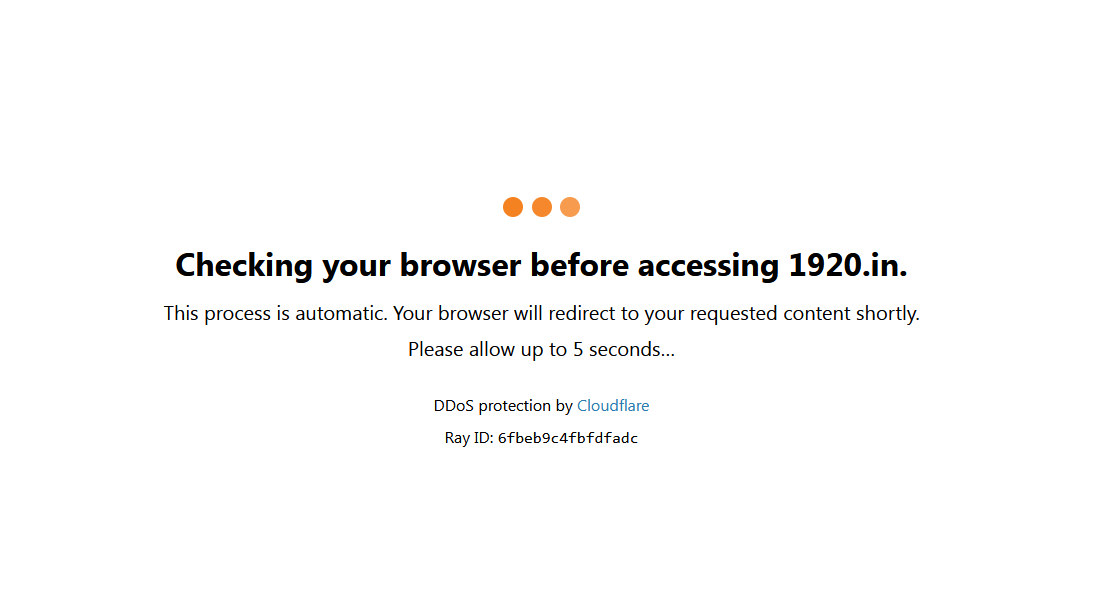 Checking your browser before accessing 1920.in.
This process is automatic. Your browser will redirect to your requested content shortly.
Please allow up to 5 seconds...
DDoS protection by Cloudflare
Ray ID: 6fbeb9c4fbfdfadc